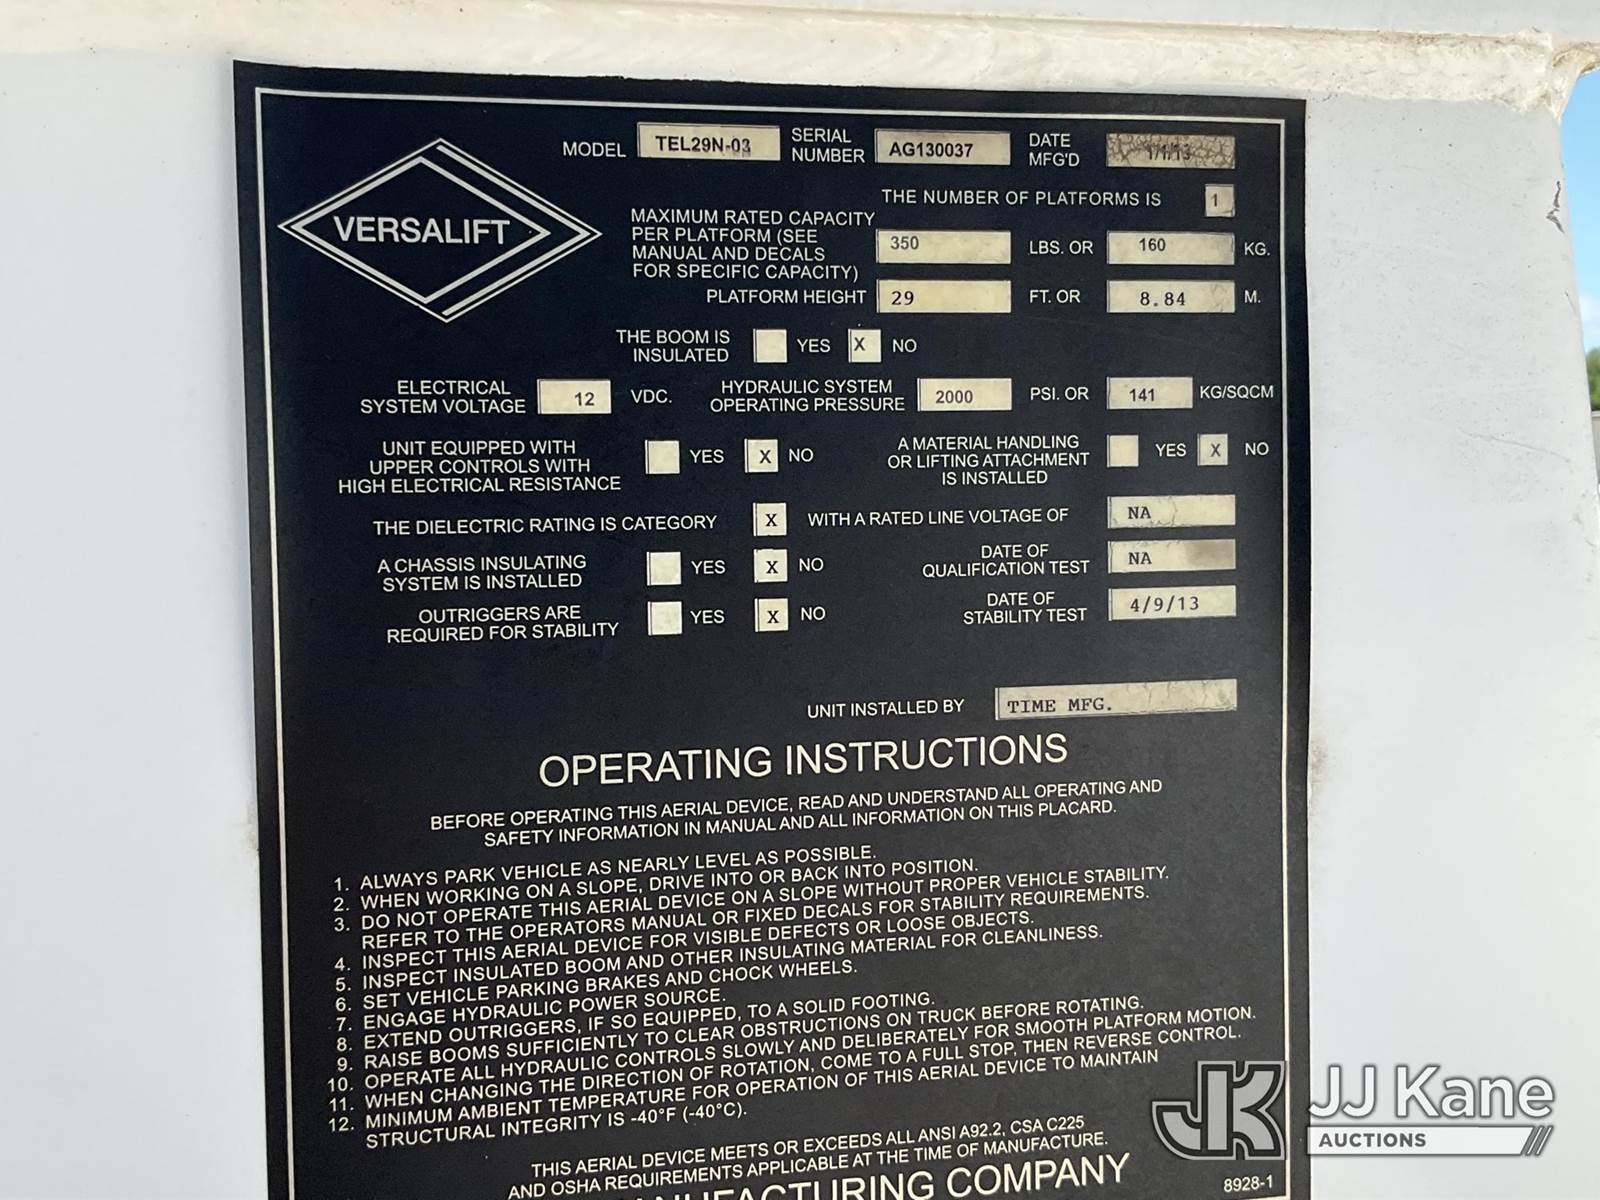 VERSALIFT
MODEL TEL29N-03 SERIAL NUMBER AG130037 DATE MFG'D 1/1/13
THE NUMBER OF PLATFORMS IS 1
MAXIMUM RATED CAPACITY
PER PLATFORM (SEE
MANUAL AND DECALS
FOR SPECIFIC CAPACITY) 350 LBS. OR 160 KG.
PLATFORM HEIGHT 29 FT. OR 8.84 M.
THE BOOM IS
INSULATED YES X NO
ELECTRICAL
SYSTEM VOLTAGE 12 VDC.
HYDRAULIC SYSTEM
OPERATING PRESSURE 2000 PSI. OR 141 KG/SQCM
UNIT EQUIPPED WITH
UPPER CONTROLS WITH
HIGH ELECTRICAL RESISTANCE YES X NO
A MATERIAL HANDLING
OR LIFTING ATTACHMENT
IS INSTALLED YES X NO
THE DIELECTRIC RATING IS CATEGORY X WITH A RATED LINE VOLTAGE OF NA
A CHASSIS INSULATING
SYSTEM IS INSTALLED YES X NO
DATE OF
QUALIFICATION TEST NA
OUTRIGGERS ARE
REQUIRED FOR STABILITY YES X NO
DATE OF
STABILITY TEST 4/9/13
UNIT INSTALLED BY TIME MFG.
OPERATING INSTRUCTIONS
BEFORE OPERATING THIS AERIAL DEVICE, READ AND UNDERSTAND ALL OPERATING AND
SAFETY INFORMATION IN MANUAL AND ALL INFORMATION ON THIS PLACARD.
1. ALWAYS PARK VEHICLE AS NEARLY LEVEL AS POSSIBLE.
2. WHEN WORKING ON A SLOPE, DRIVE INTO OR BACK INTO POSITION.
3. DO NOT OPERATE THIS AERIAL DEVICE ON A SLOPE WITHOUT PROPER VEHICLE STABILITY.
REFER TO THE OPERATORS MANUAL OR FIXED DECALS FOR STABILITY REQUIREMENTS.
4. INSPECT THIS AERIAL DEVICE FOR VISIBLE DEFECTS OR LOOSE OBJECTS.
5. INSPECT INSULATED BOOM AND OTHER INSULATING MATERIAL FOR CLEANLINESS.
6. SET VEHICLE PARKING BRAKES AND CHOCK WHEELS.
7. ENGAGE HYDRAULIC POWER SOURCE.
8. EXTEND OUTRIGGERS, IF SO EQUIPPED, TO A SOLID FOOTING.
9. RAISE BOOMS SUFFICIENTLY TO CLEAR OBSTRUCTIONS ON TRUCK BEFORE ROTATING.
10. OPERATE ALL HYDRAULIC CONTROLS SLOWLY AND DELIBERATELY FOR SMOOTH PLATFORM MOTION.
11. WHEN CHANGING THE DIRECTION OF ROTATION, COME TO A FULL STOP, THEN REVERSE CONTROL.
12. MINIMUM AMBIENT TEMPERATURE FOR OPERATION OF THIS AERIAL DEVICE TO MAINTAIN
STRUCTURAL INTEGRITY IS -40°F (-40°C).
THIS AERIAL DEVICE MEETS OR EXCEEDS ALL ANSI A92.2, CSA C225
AND OSHA REQUIREMENTS APPLICABLE AT THE TIME OF MANUFACTURE.
MANUFACTURING COMPANY
8928-1
JK JJ Kane
AUCTIONS